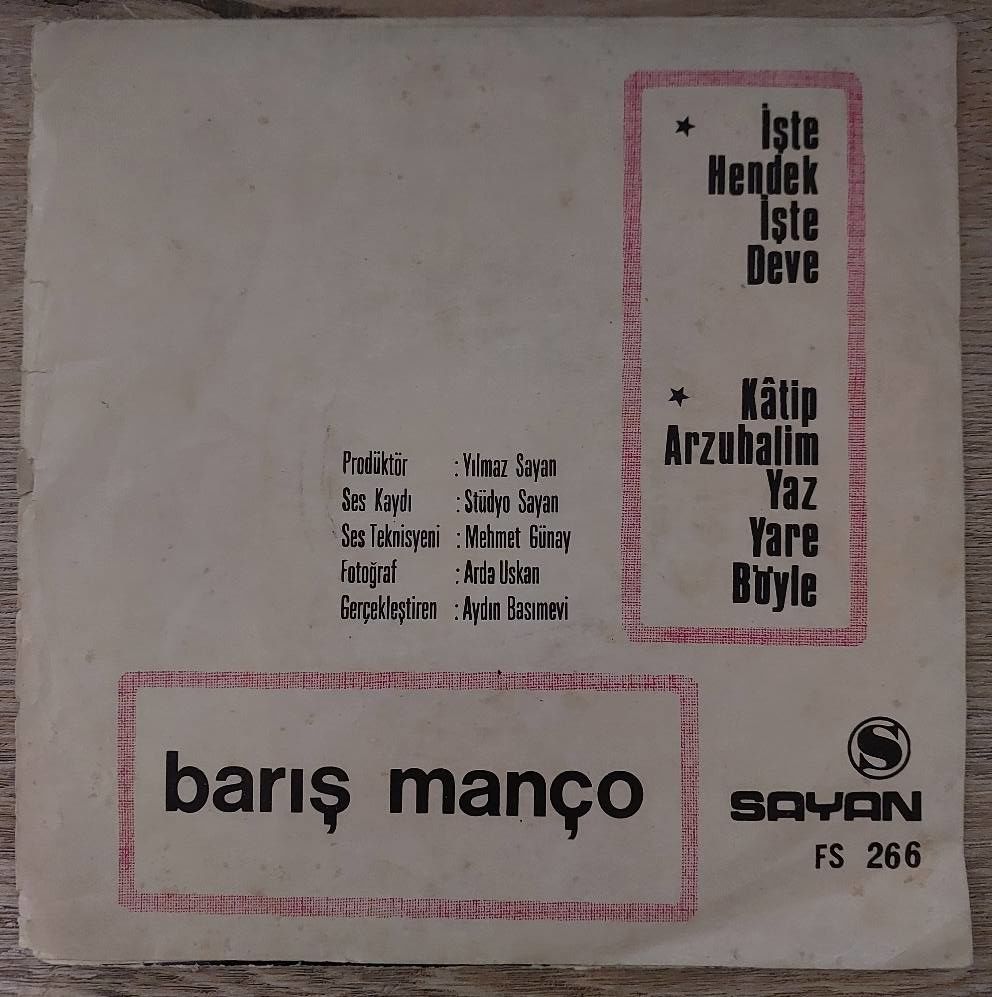 ★ İşte
Hendek
İşte
Deve
★ Kâtip
Arzuhalim
Yaz
Yare
Böyle
Prodüktör : Yılmaz Sayan
Ses Kaydı : Stüdyo Sayan
Ses Teknisyeni : Mehmet Günay
Fotoğraf : Arda Uskan
Gerçekleştiren : Aydın Basımevi
barış manço
S
SAYAN
FS 266